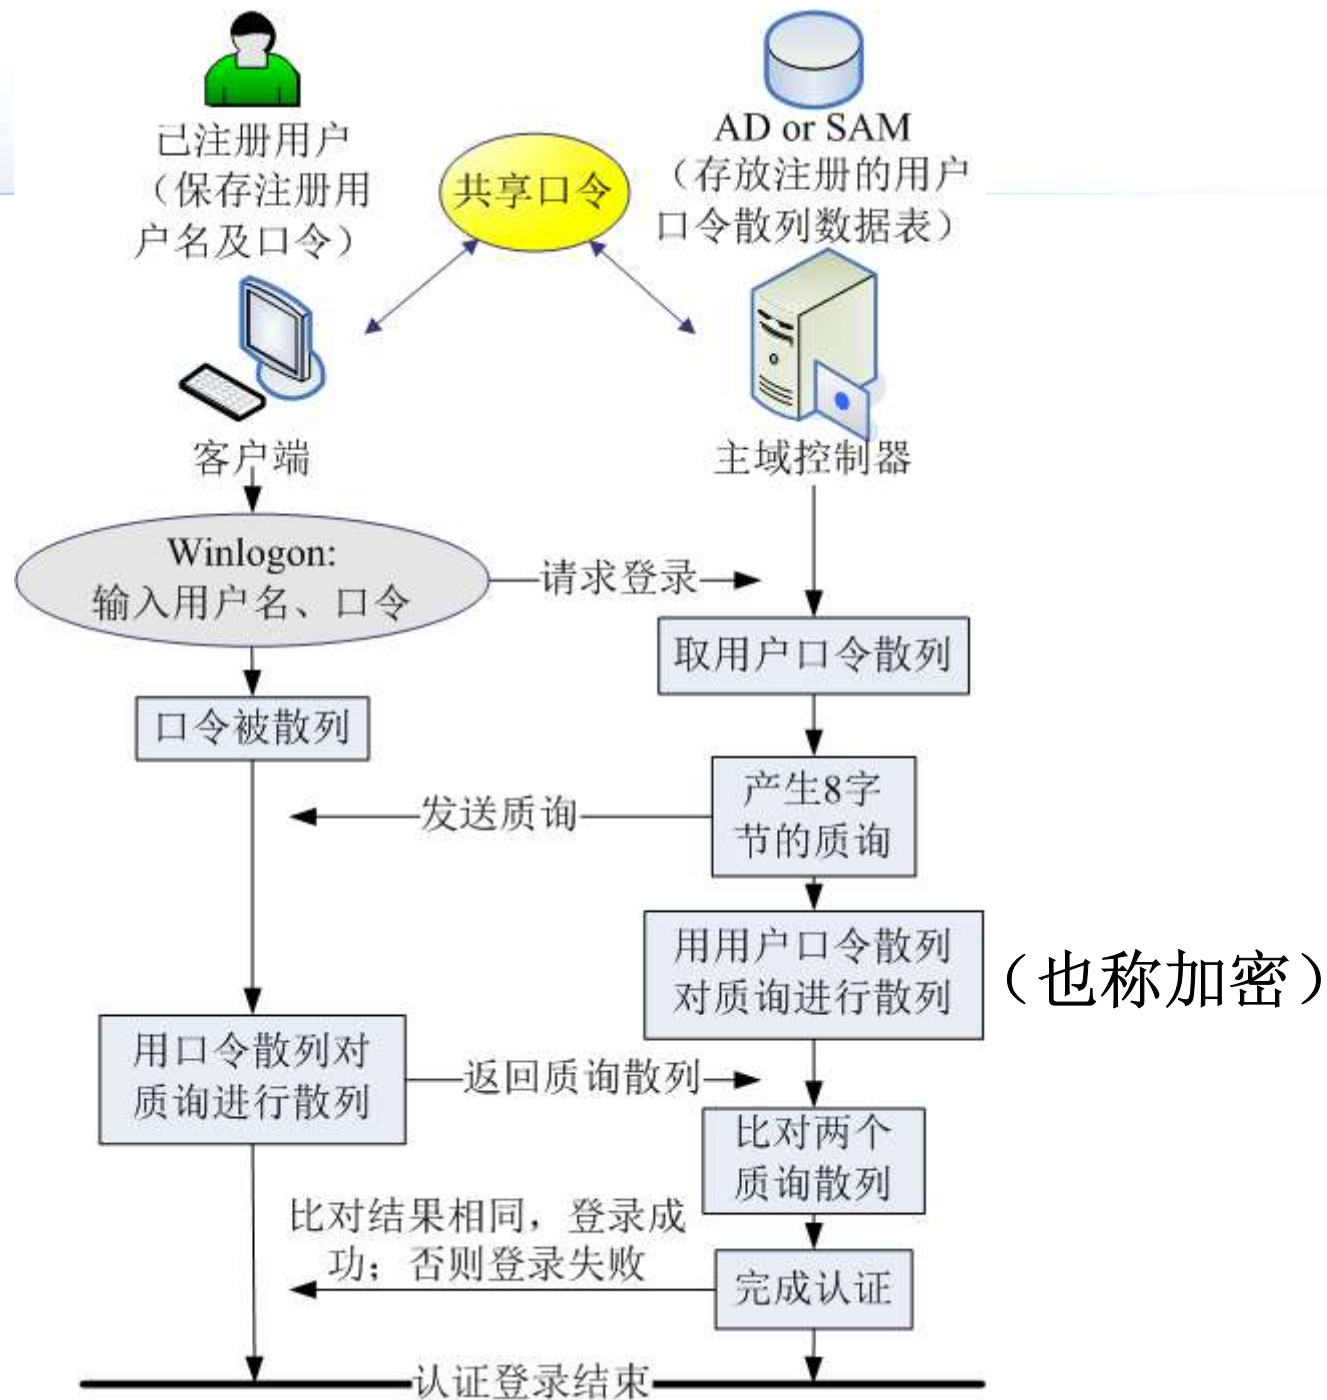 已注册用户
（保存注册用
户名及口令）
共享口令
AD or SAM
（存放注册的用户
口令散列数据表）
客户端
主域控制器
Winlogon:
输入用户名、口令
请求登录
取用户口令散列
口令被散列
产生8字
节的质询
发送质询
用用户口令散列
对质询进行散列
（也称加密）
用口令散列对
质询进行散列
返回质询散列
比对两个
质询散列
比对结果相同，登录成
功；否则登录失败
完成认证
认证登录结束